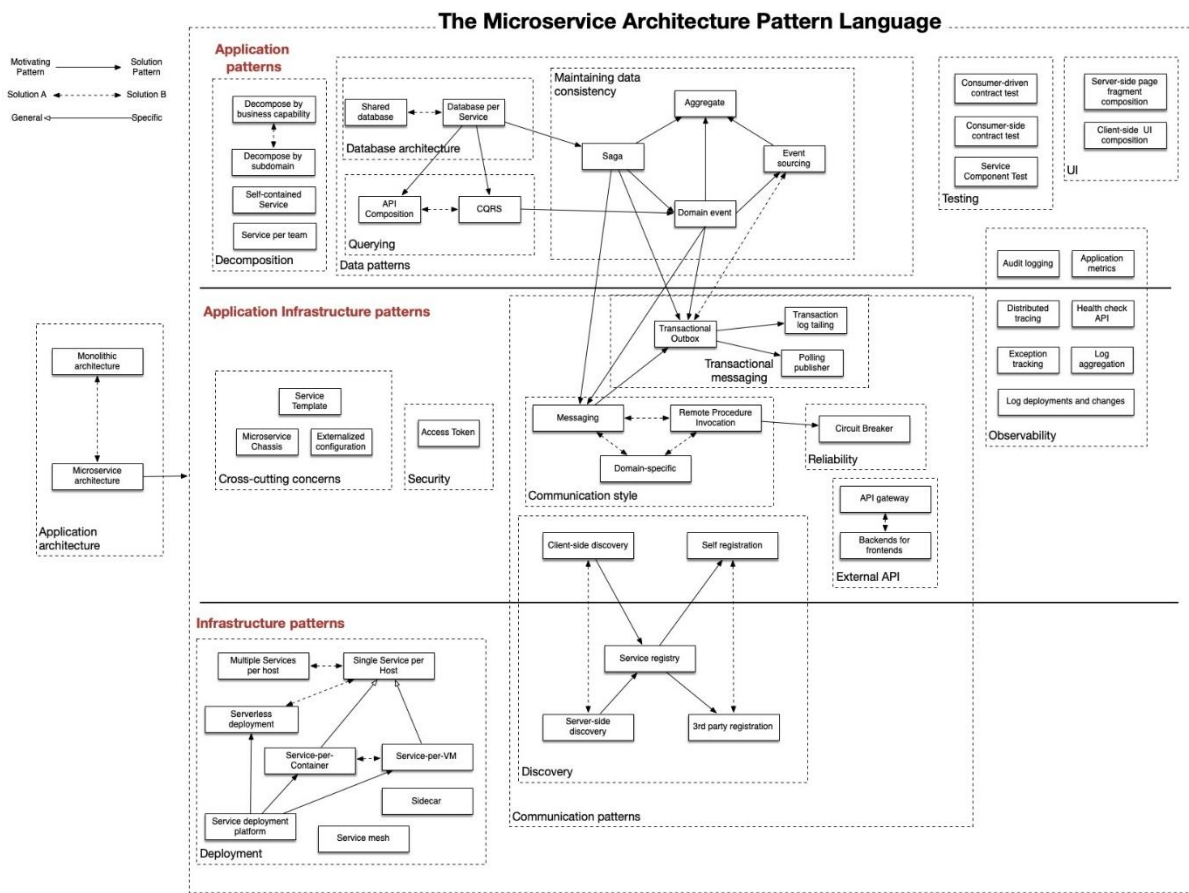 The Microservice Architecture Pattern Language
Motivating
Pattern
Solution
Pattern
Solution A
Solution B
General
Specific
Application
patterns
Decompose by
business capability
Decompose by
subdomain
Self-contained
Service
Service per team
Decomposition
Shared
database
Database per
Service
Database architecture
API
Composition
CQRS
Querying
Data patterns
Maintaining data
consistency
Aggregate
Saga
Event
sourcing
Domain event
Consumer-driven
contract test
Consumer-side
contract test
Service
Component Test
Testing
Server-side page
fragment composition
Client-side UI
composition
UI
Audit logging
Application
metrics
Distributed
tracing
Health check
API
Exception
tracking
Log
aggregation
Log deployments and changes
Observability
Application Infrastructure patterns
Monolithic
architecture
Microservice
architecture
Application
architecture
Service
Template
Microservice
Chassis
Externalized
configuration
Cross-cutting concerns
Access Token
Security
Transactional
Outbox
Transaction
log tailing
Polling
publisher
Transactional
messaging
Messaging
Remote Procedure
Invocation
Domain-specific
Communication style
Circuit Breaker
Reliability
API gateway
Backends for
frontends
External API
Client-side discovery
Self registration
Service registry
Server-side
discovery
3rd party registration
Discovery
Communication patterns
Infrastructure patterns
Multiple Services
per host
Single Service per
Host
Serverless
deployment
Service-per-
Container
Service-per-VM
Sidecar
Service deployment
platform
Service mesh
Deployment